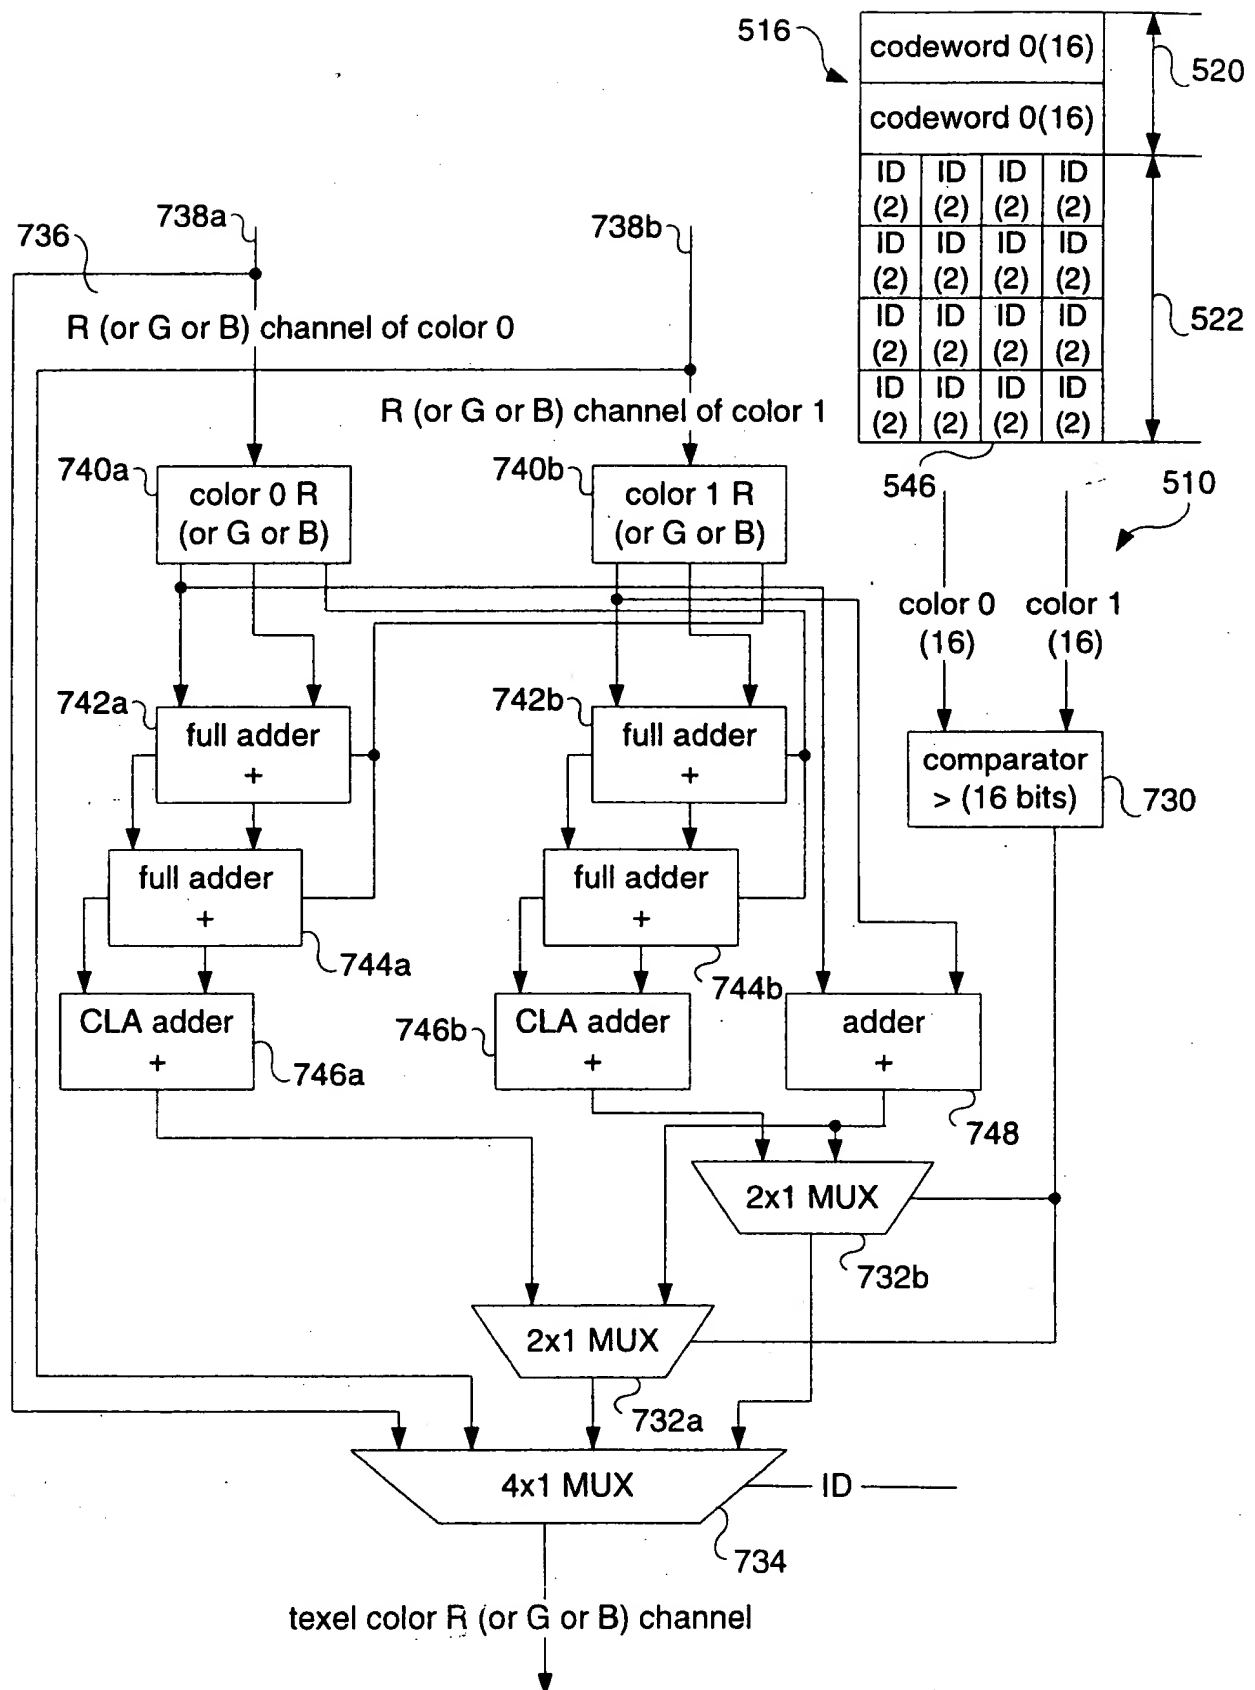 516
codeword 0(16)
520
codeword 0(16)
ID ID ID ID
(2) (2) (2) (2)
ID ID ID ID
(2) (2) (2) (2)
ID ID ID ID
(2) (2) (2) (2)
ID ID ID ID
(2) (2) (2) (2)
522
546
510
736
738a
738b
R (or G or B) channel of color 0
R (or G or B) channel of color 1
740a
color 0 R
(or G or B)
740b
color 1 R
(or G or B)
color 0
(16)
color 1
(16)
742a
full adder
+
742b
full adder
+
comparator
> (16 bits)
730
full adder
+
744a
full adder
+
744b
CLA adder
+
746a
746b
CLA adder
+
adder
+
748
2x1 MUX
732b
2x1 MUX
732a
4x1 MUX
ID
734
texel color R (or G or B) channel